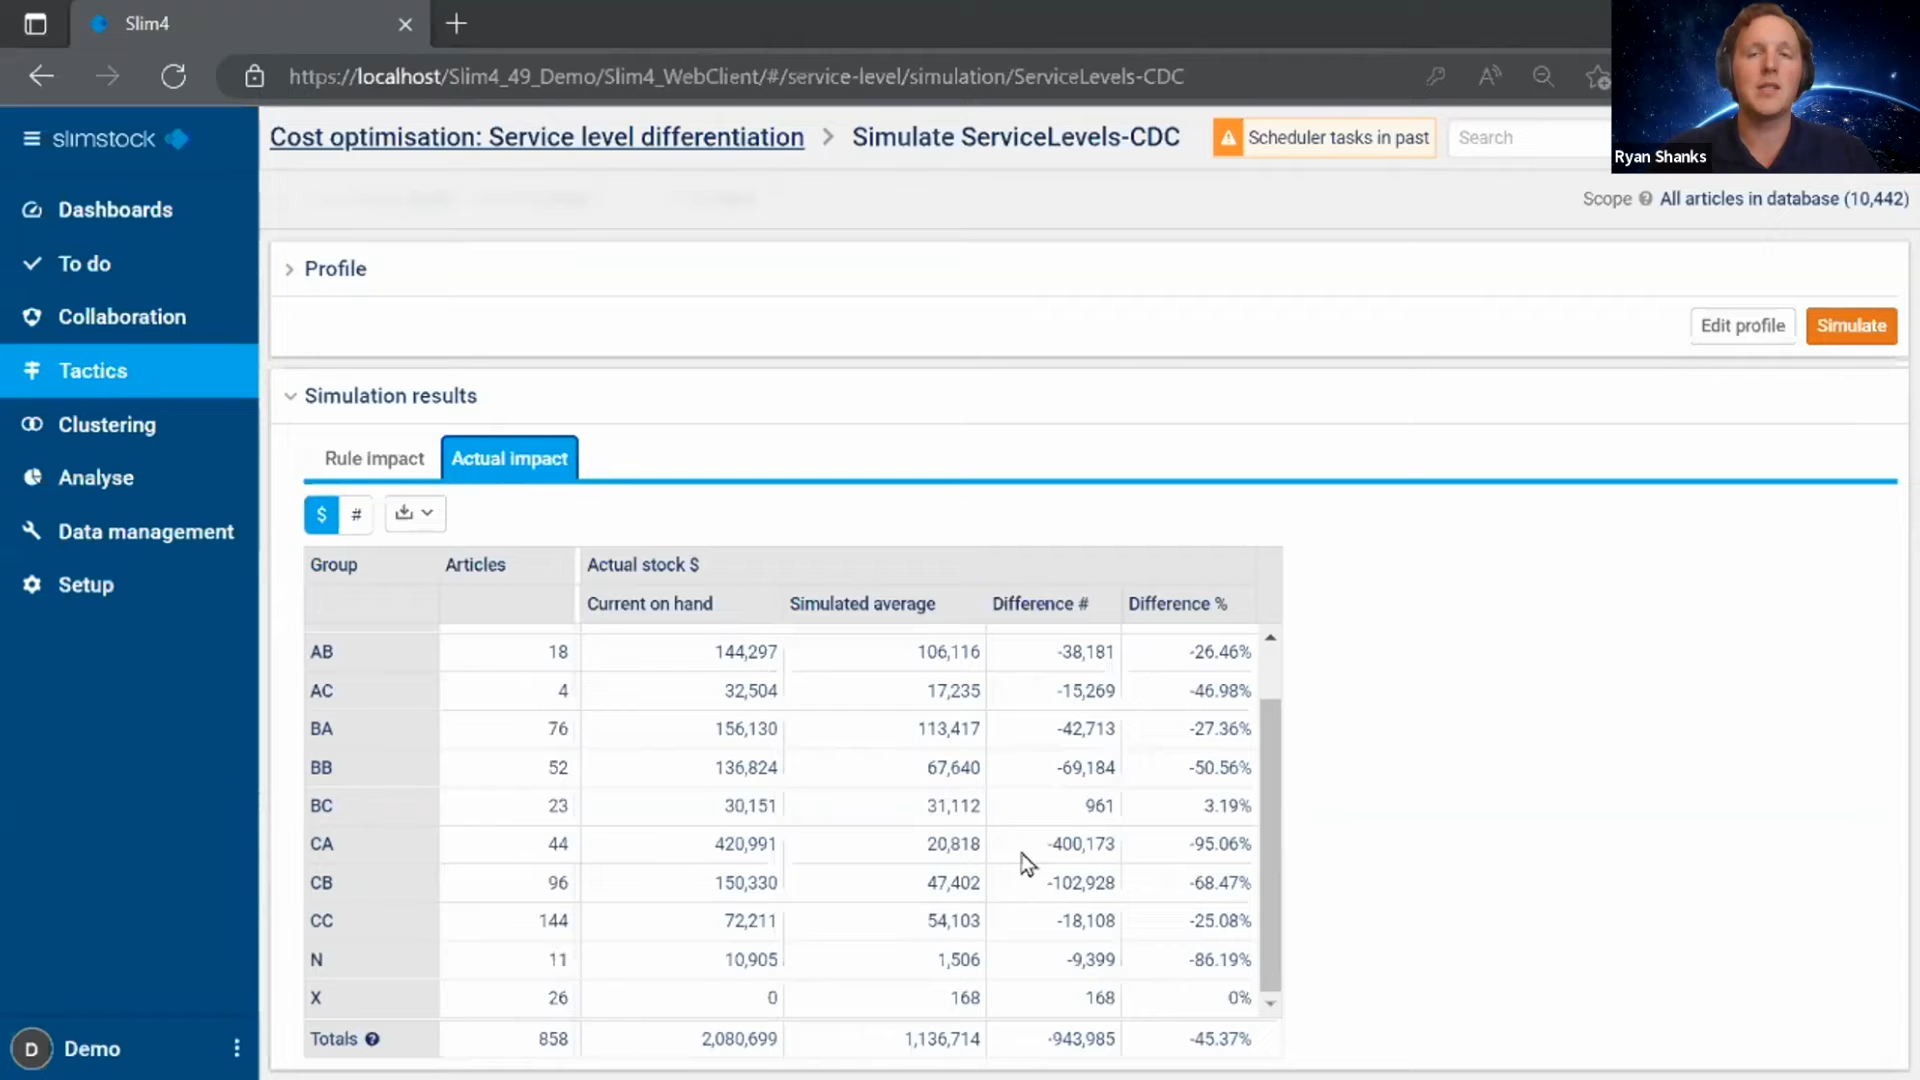 Slim4
https://localhost/Slim4_49_Demo/Slim4_WebClient/#/service-level/simulation/ServiceLevels-CDC
slimstock
Cost optimisation: Service level differentiation > Simulate ServiceLevels-CDC
Scheduler tasks in past
Search
Ryan Shanks
Scope All articles in database (10,442)
Dashboards
To do
Collaboration
Tactics
Clustering
Analyse
Data management
Setup
Profile
Edit profile Simulate
Simulation results
Rule impact Actual impact
$ #
Group Articles Actual stock $
Current on hand Simulated average Difference # Difference %
AB 18 144,297 106,116 -38,181 -26.46%
AC 4 32,504 17,235 -15,269 -46.98%
BA 76 156,130 113,417 -42,713 -27.36%
BB 52 136,824 67,640 -69,184 -50.56%
BC 23 30,151 31,112 961 3.19%
CA 44 420,991 20,818 -400,173 -95.06%
CB 96 150,330 47,402 -102,928 -68.47%
CC 144 72,211 54,103 -18,108 -25.08%
N 11 10,905 1,506 -9,399 -86.19%
X 26 0 168 168 0%
Totals 858 2,080,699 1,136,714 -943,985 -45.37%
D Demo